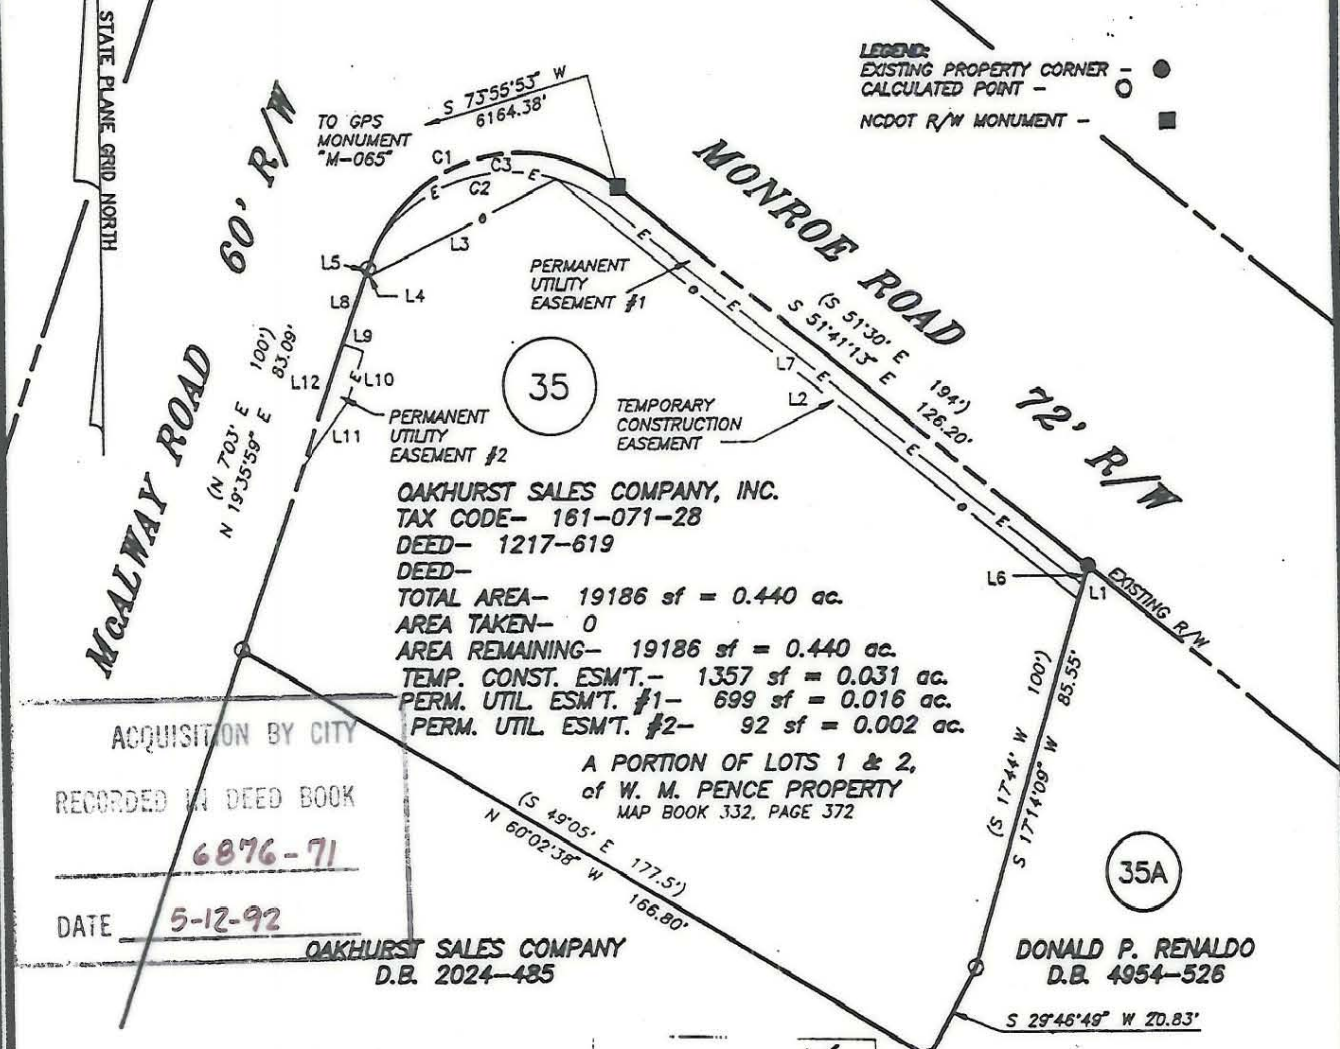 STATE PLANE GRID NORTH
LEGEND:
EXISTING PROPERTY CORNER -
CALCULATED POINT -
NCDOT R/W MONUMENT -
S 73°55'53" W
6164.38'
TO GPS
MONUMENT
"M-065"
60' R/W
C1
C3
E
E
C2
L3
L5
L4
L8
MONROE ROAD
E
PERMANENT
UTILITY
EASEMENT #1
E
(S 51°30' E 194')
S 51°41'13" E 126.20'
McALWAY ROAD
(N 7°03' E 100')
N 19°35'59" E 83.09'
L9
L12
E
L10
L11
PERMANENT
UTILITY
EASEMENT #2
35
L7
E
L2
TEMPORARY
CONSTRUCTION
EASEMENT
72' R/W
E
E
OAKHURST SALES COMPANY, INC.
TAX CODE- 161-071-28
DEED- 1217-619
DEED-
TOTAL AREA- 19186 sf = 0.440 ac.
AREA TAKEN- 0
AREA REMAINING- 19186 sf = 0.440 ac.
TEMP. CONST. ESM'T.- 1357 sf = 0.031 ac.
PERM. UTIL. ESM'T. #1- 699 sf = 0.016 ac.
PERM. UTIL. ESM'T. #2- 92 sf = 0.002 ac.
L6
L1
EXISTING R/W
A PORTION OF LOTS 1 & 2,
of W. M. PENCE PROPERTY
MAP BOOK 332, PAGE 372
(S 17°44' W 100')
S 17°14'09" W 85.55'
(S 49°05' E 177.5')
N 60°02'38" W 166.80'
ACQUISITION BY CITY
RECORDED IN DEED BOOK
6876-71
DATE 5-12-92
35A
OAKHURST SALES COMPANY
D.B. 2024-485
DONALD P. RENALDO
D.B. 4954-526
S 29°46'49" W 20.83'